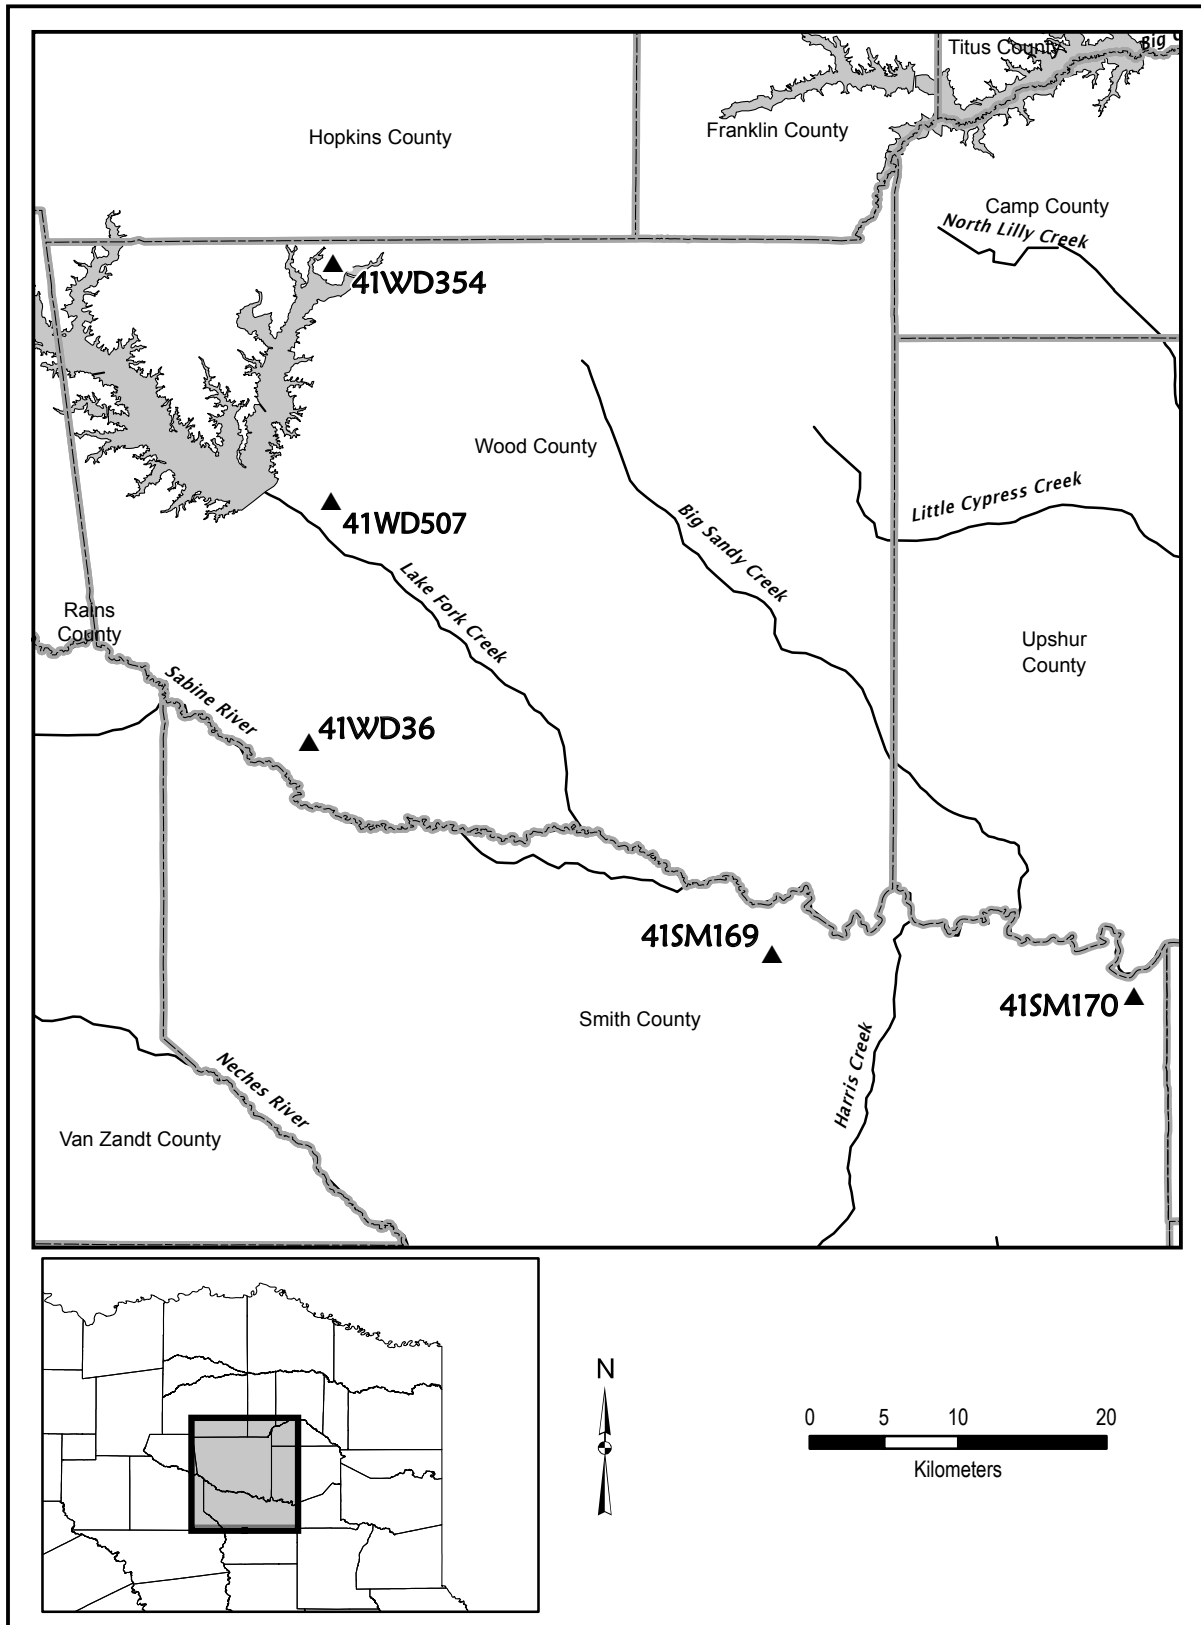 Titus County
Big
Hopkins County
Franklin County
Camp County
North Lilly Creek
41WD354
Wood County
Little Cypress Creek
41WD507
Big Sandy Creek
Lake Fork Creek
Rains
County
Upshur
County
Sabine River
41WD36
41SM169
41SM170
Smith County
Harris Creek
Neches River
Van Zandt County
N
0 5 10 20
Kilometers